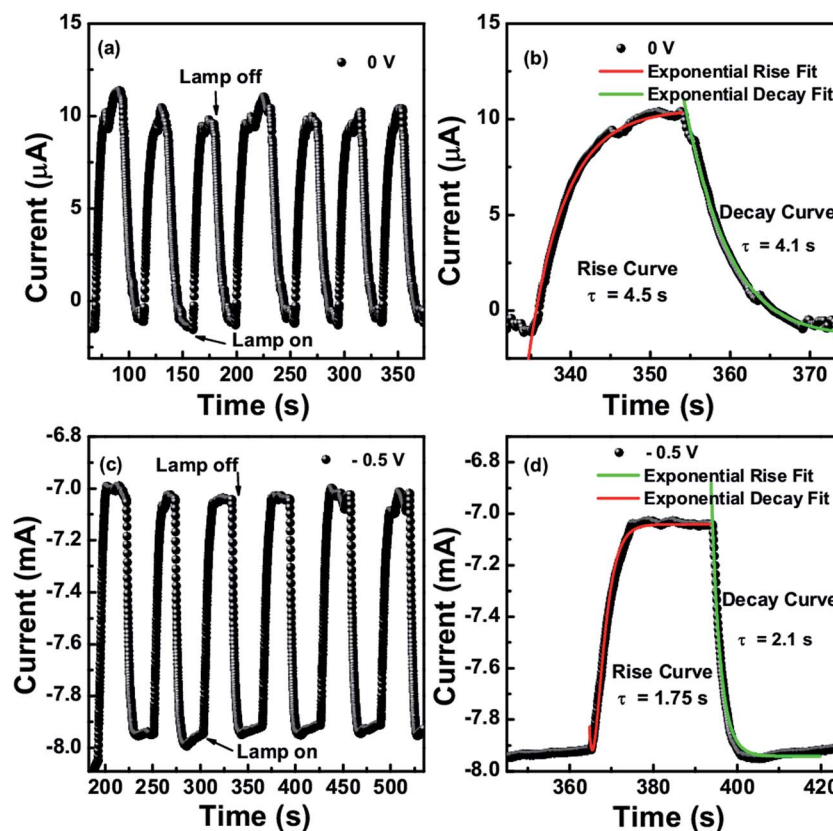 (a)
0 V
Lamp off
Lamp on
15
10
5
0
Current (μA)
100 150 200 250 300 350
Time (s)
(b)
0 V
Exponential Rise Fit
Exponential Decay Fit
Decay Curve
τ = 4.1 s
Rise Curve
τ = 4.5 s
15
10
5
0
Current (μA)
340 360 370
Time (s)
(c)
- 0.5 V
Lamp off
Lamp on
-6.8
-7.0
-7.2
-7.4
-7.6
-7.8
-8.0
Current (mA)
200 250 300 350 400 450 500
Time (s)
(d)
- 0.5 V
Exponential Rise Fit
Exponential Decay Fit
Decay Curve
τ = 2.1 s
Rise Curve
τ = 1.75 s
-6.8
-7.0
-7.2
-7.4
-7.6
-7.8
-8.0
Current (mA)
360 380 400 420
Time (s)